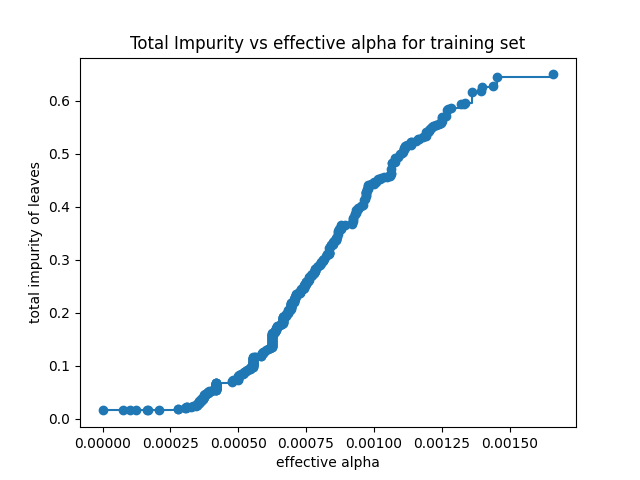 Total Impurity vs effective alpha for training set
total impurity of leaves
0.6
0.5
0.4
0.3
0.2
0.1
0.0
0.00000 0.00025 0.00050 0.00075 0.00100 0.00125 0.00150
effective alpha